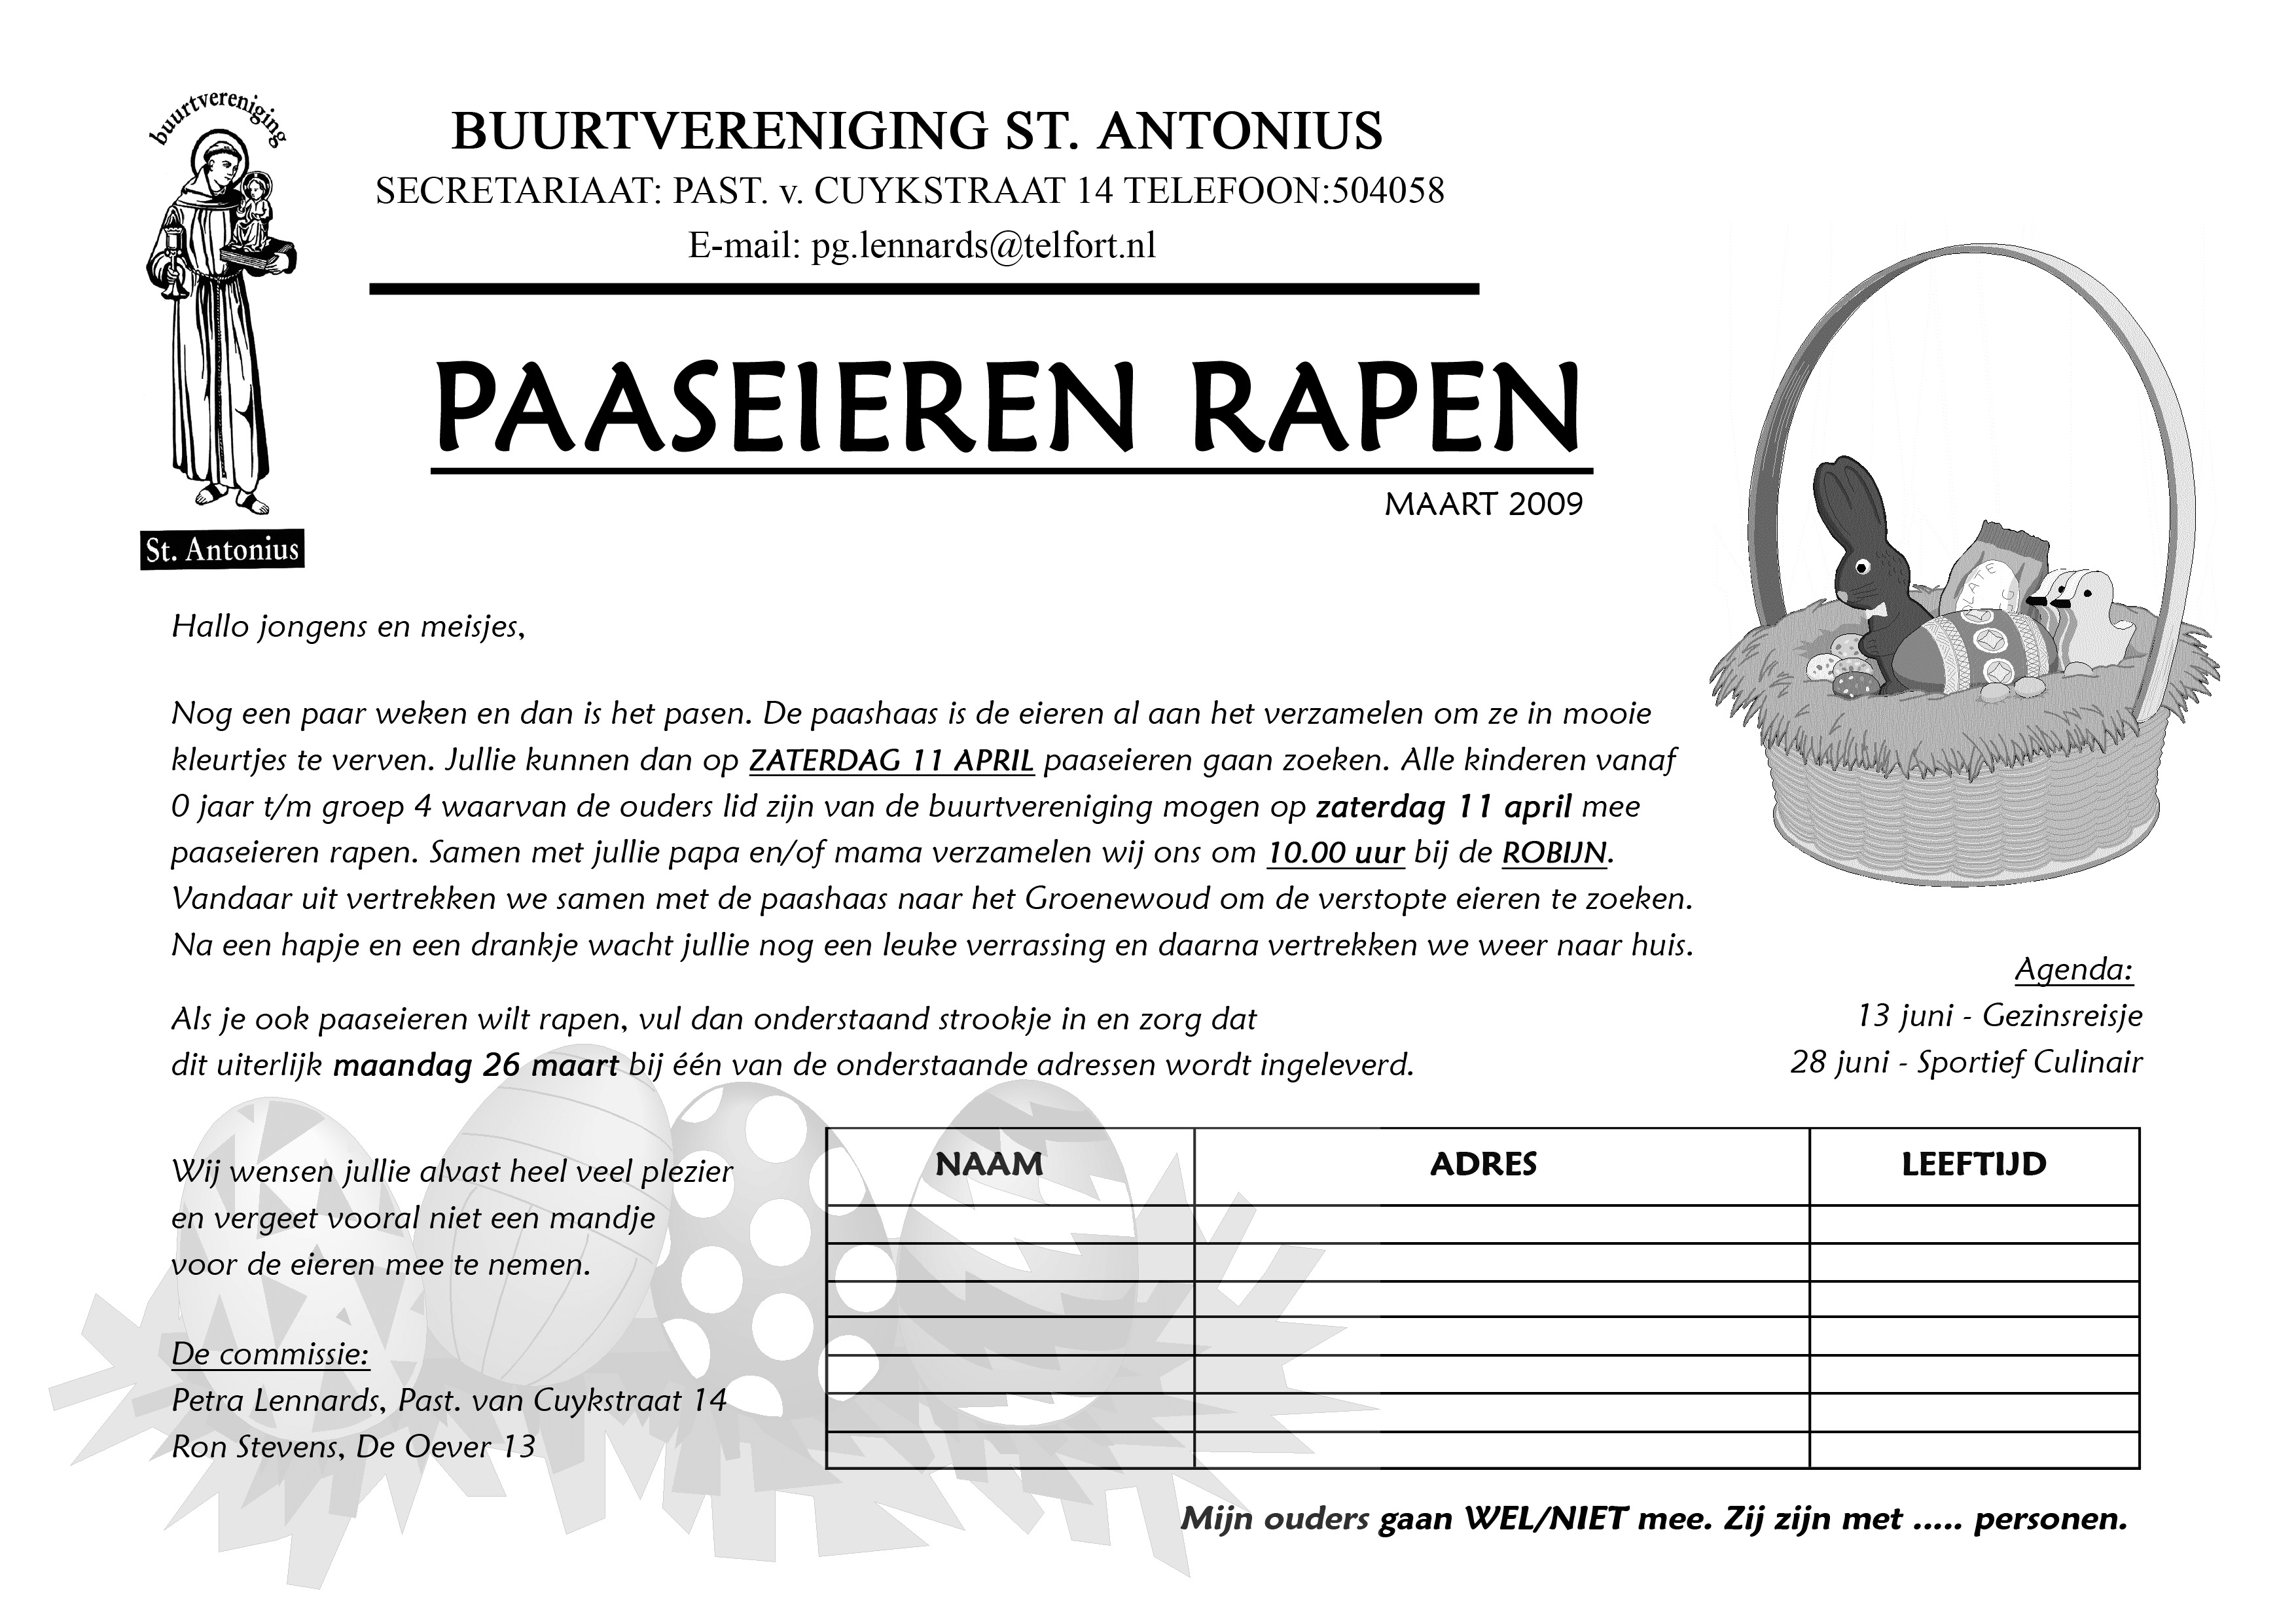 buurtvereniging
St. Antonius
BUURTVERENIGING ST. ANTONIUS
SECRETARIAAT: PAST. v. CUYKSTRAAT 14 TELEFOON:504058
E-mail: pg.lennards@telfort.nl
PAASEIEREN RAPEN
MAART 2009
Hallo jongens en meisjes,
Nog een paar weken en dan is het pasen. De paashaas is de eieren al aan het verzamelen om ze in mooie
kleurtjes te verven. Jullie kunnen dan op ZATERDAG 11 APRIL paaseieren gaan zoeken. Alle kinderen vanaf
0 jaar t/m groep 4 waarvan de ouders lid zijn van de buurtvereniging mogen op zaterdag 11 april mee
paaseieren rapen. Samen met jullie papa en/of mama verzamelen wij ons om 10.00 uur bij de ROBIJN.
Vandaar uit vertrekken we samen met de paashaas naar het Groenewoud om de verstopte eieren te zoeken.
Na een hapje en een drankje wacht jullie nog een leuke verrassing en daarna vertrekken we weer naar huis.
Als je ook paaseieren wilt rapen, vul dan onderstaand strookje in en zorg dat
dit uiterlijk maandag 26 maart bij één van de onderstaande adressen wordt ingeleverd.
Agenda:
13 juni - Gezinsreisje
28 juni - Sportief Culinair
Wij wensen jullie alvast heel veel plezier
en vergeet vooral niet een mandje
voor de eieren mee te nemen.
De commissie:
Petra Lennards, Past. van Cuykstraat 14
Ron Stevens, De Oever 13
NAAM ADRES LEEFTIJD
Mijn ouders gaan WEL/NIET mee. Zij zijn met ..... personen.